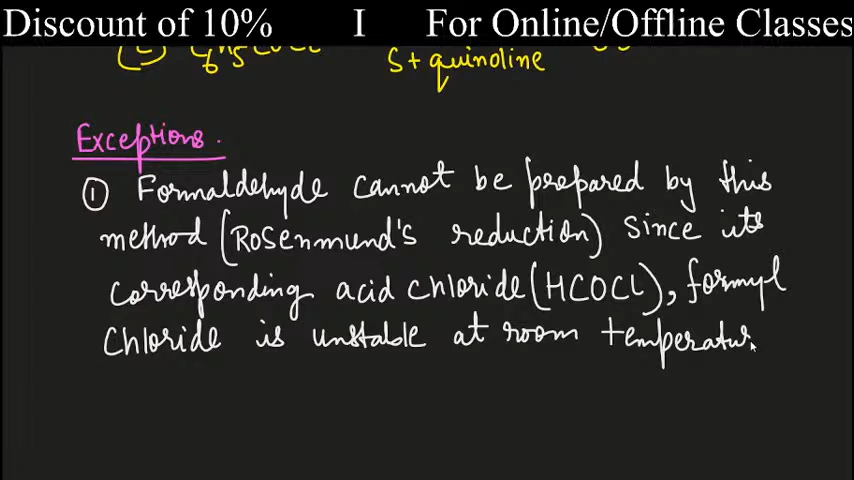 Discount of 10% I For Online/Offline Classes
S+ quinoline
Exceptions.
① Formaldehyde cannot be prepared by this
method (Rosenmund's reduction) since its
corresponding acid chloride (HCOCl), formyl
chloride is unstable at room temperatur